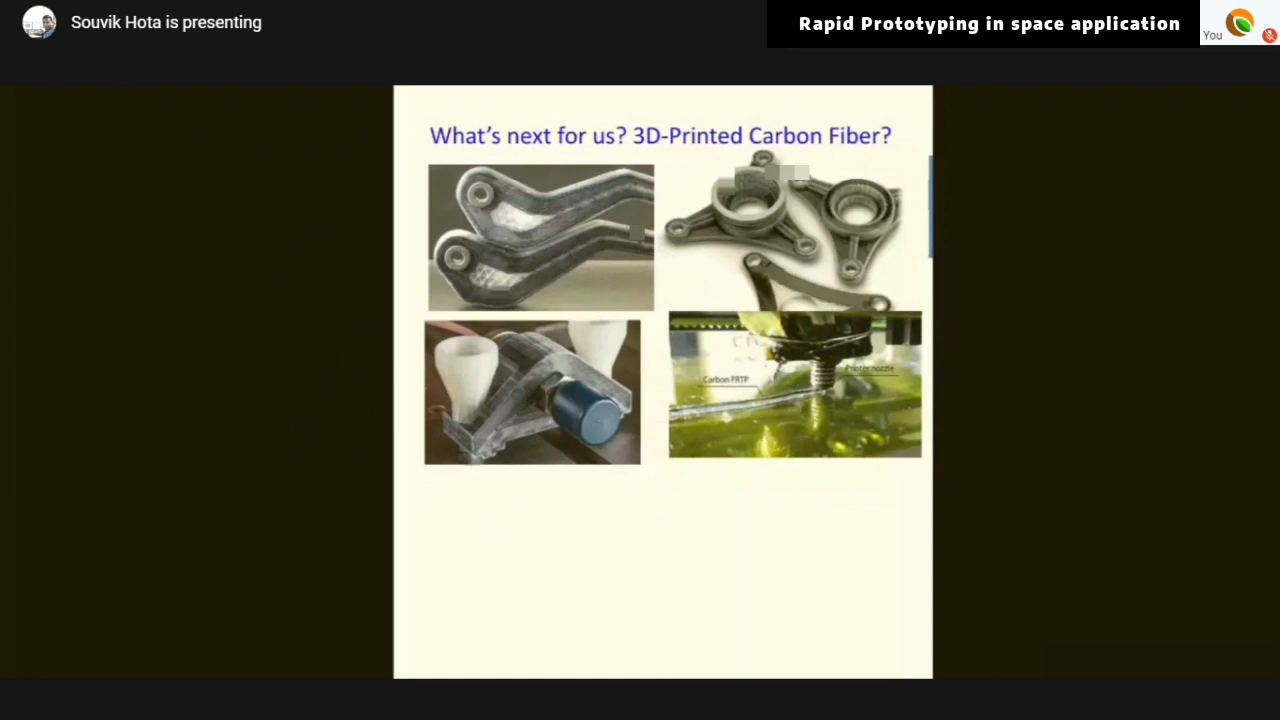 Souvik Hota is presenting
Rapid Prototyping in space application
You
What's next for us? 3D-Printed Carbon Fiber?
Carbon FRTP
Printer nozzle